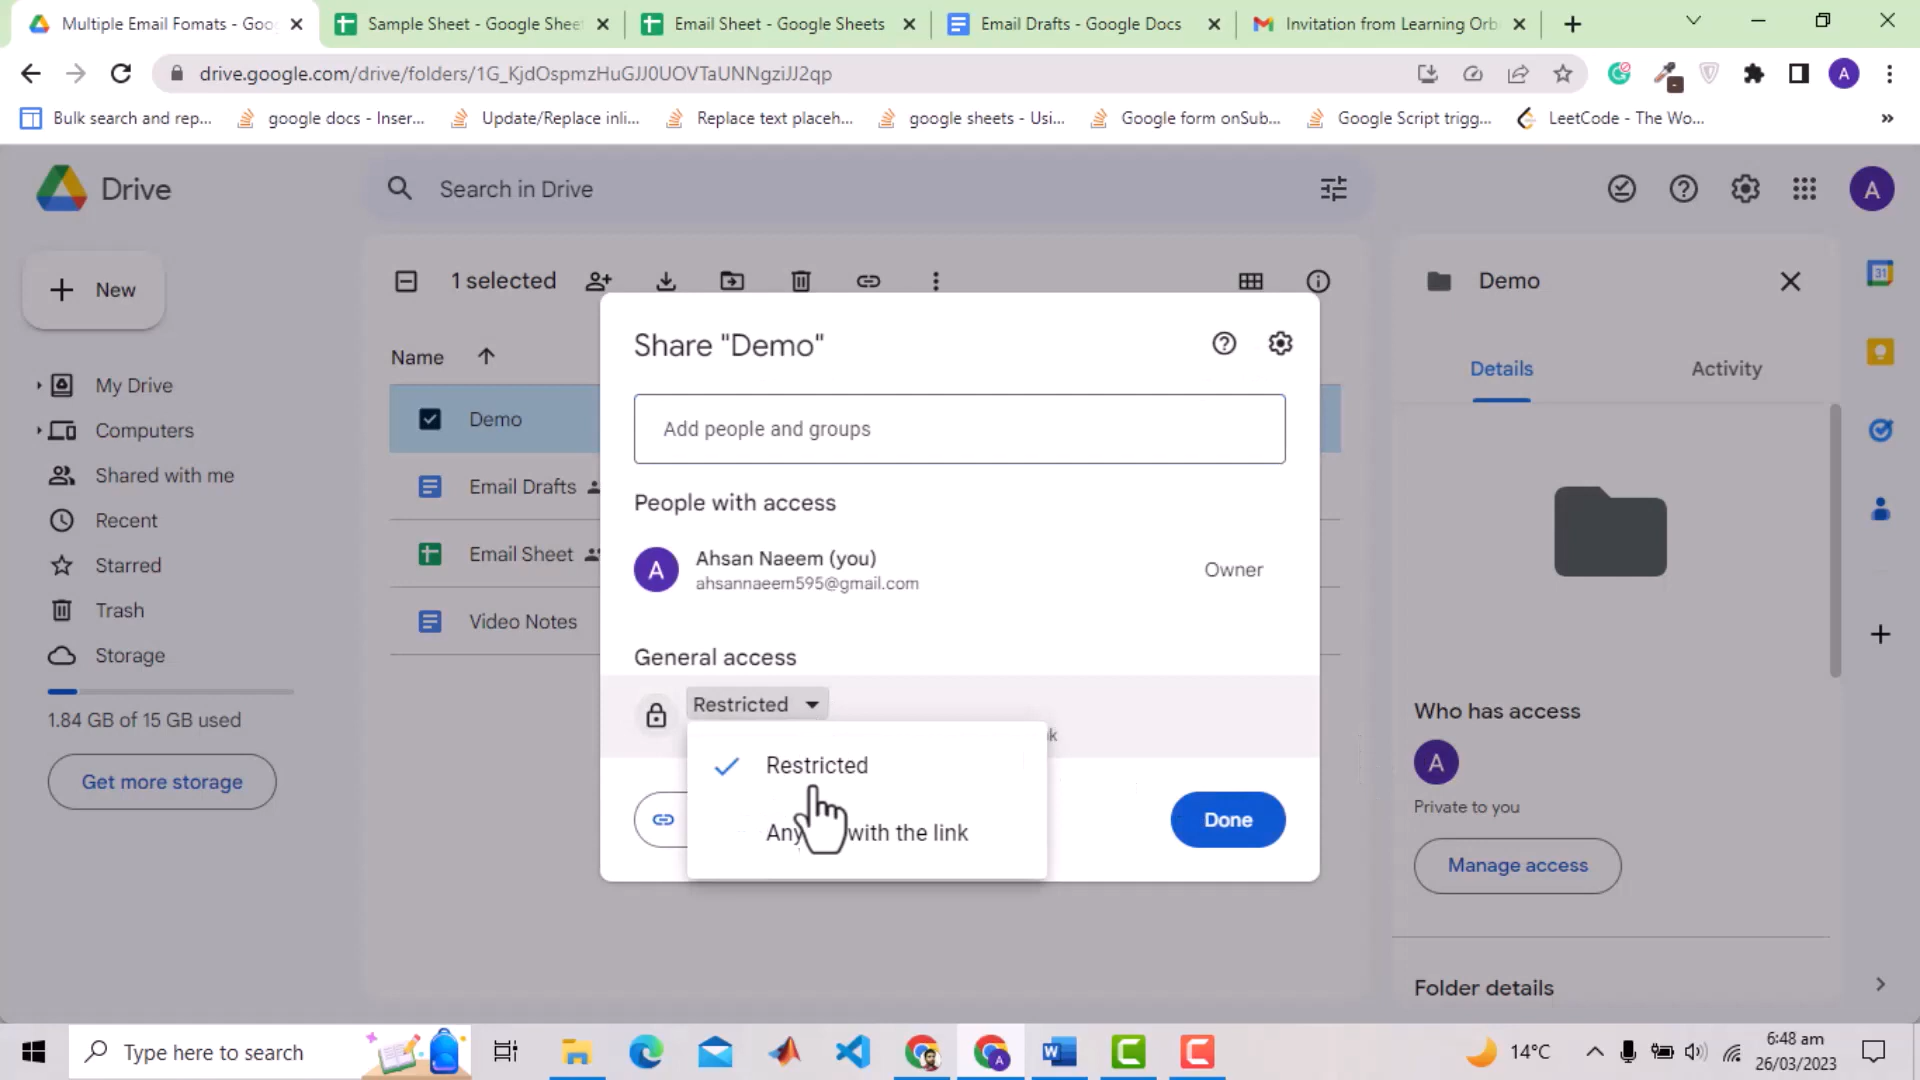 Multiple Email Fomats - Goo
Sample Sheet - Google Shee
Email Sheet - Google Sheets
Email Drafts - Google Docs
Invitation from Learning Orb
drive.google.com/drive/folders/1G_KjdOspmzHuGJJ0UOVTaUNNgziJJ2qp
A
Bulk search and rep...
google docs - Inser...
Update/Replace inli...
Replace text placeh...
google sheets - Usi...
Google form onSub...
Google Script trigg...
LeetCode - The Wo...
»
Drive
Search in Drive
A
New
My Drive
Computers
Shared with me
Recent
Starred
Trash
Storage
1.84 GB of 15 GB used
Get more storage
1 selected
Name
Demo
Email Drafts
Email Sheet
Video Notes
Share "Demo"
Add people and groups
People with access
A
Ahsan Naeem (you)
ahsannaeem595@gmail.com
Owner
General access
Restricted
Restricted
with the link
Done
Demo
Details
Activity
Who has access
A
Private to you
Manage access
Folder details
31
Type here to search
14°C
6:48 am
26/03/2023